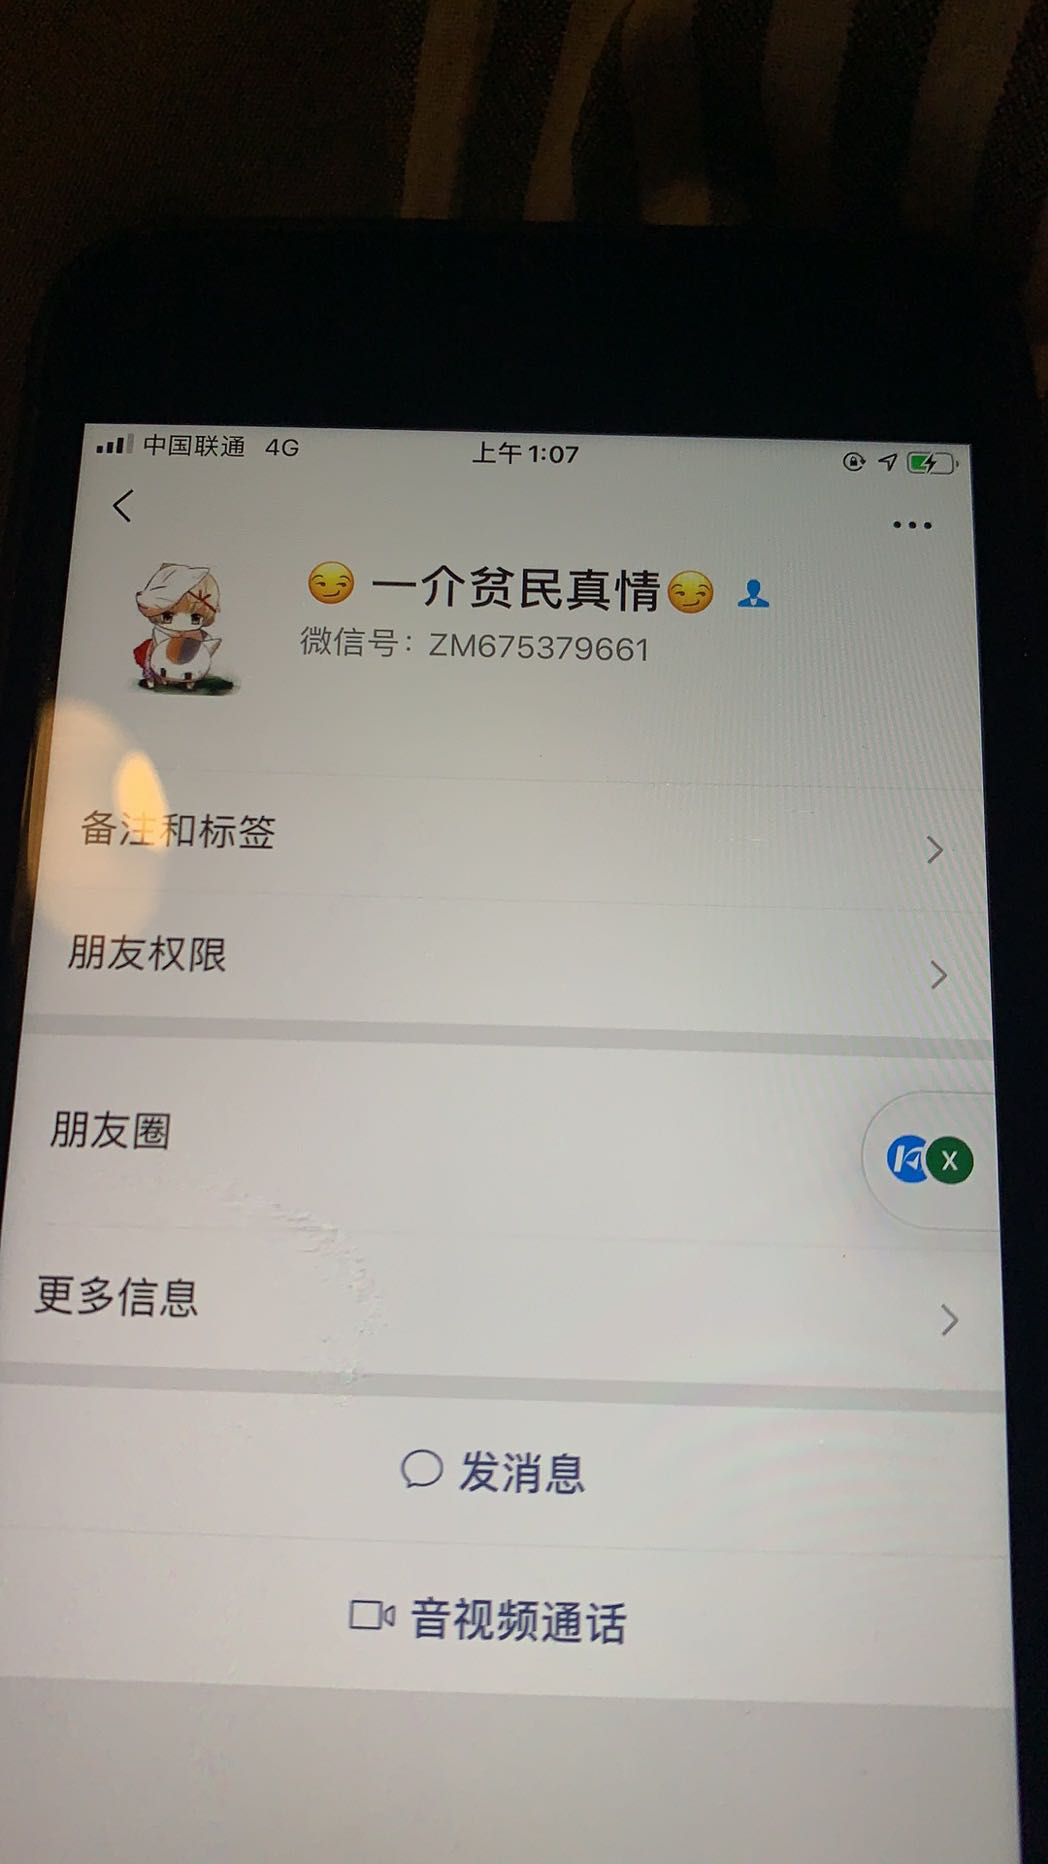 中国联通 4G 上午1:07
😏 一介贫民真情😏
微信号：ZM675379661
备注和标签
朋友权限
朋友圈
X
更多信息
发消息
音视频通话